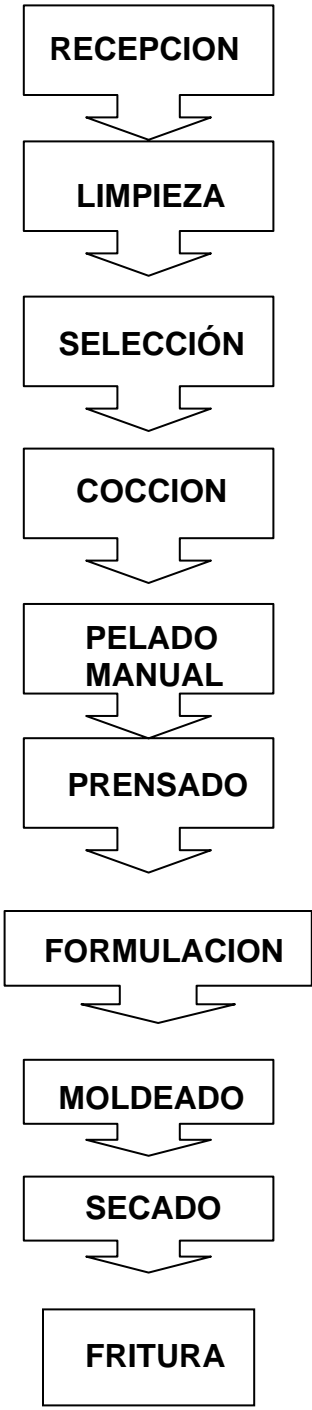 RECEPCION
LIMPIEZA
SELECCIÓN
COCCION
PELADO
MANUAL
PRENSADO
FORMULACION
MOLDEADO
SECADO
FRITURA